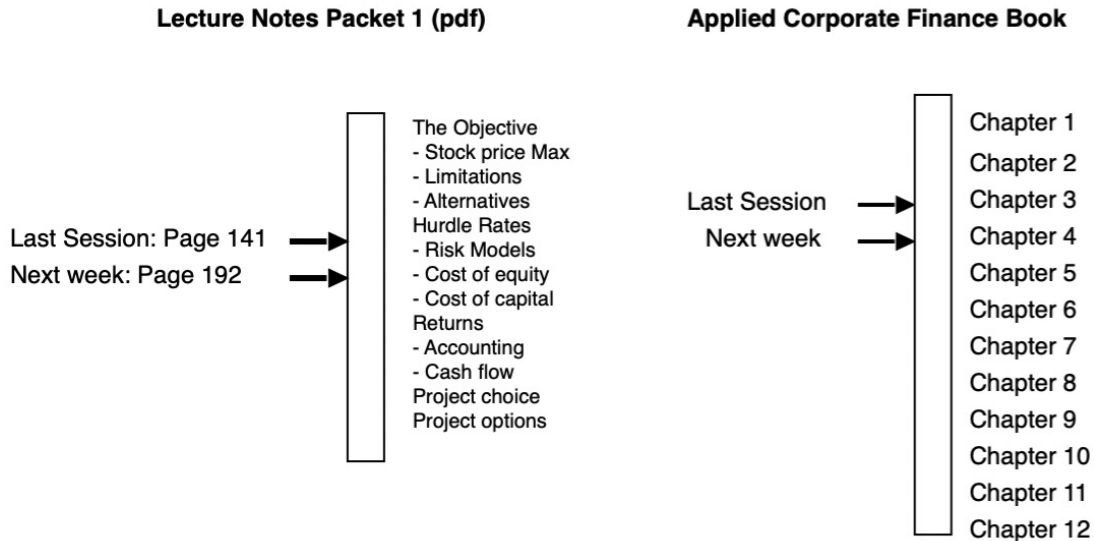 Lecture Notes Packet 1 (pdf)
The Objective
- Stock price Max
- Limitations
- Alternatives
Hurdle Rates
- Risk Models
- Cost of equity
- Cost of capital
Returns
- Accounting
- Cash flow
Project choice
Project options
Last Session: Page 141
Next week: Page 192
Applied Corporate Finance Book
Chapter 1
Chapter 2
Chapter 3
Chapter 4
Chapter 5
Chapter 6
Chapter 7
Chapter 8
Chapter 9
Chapter 10
Chapter 11
Chapter 12
Last Session
Next week